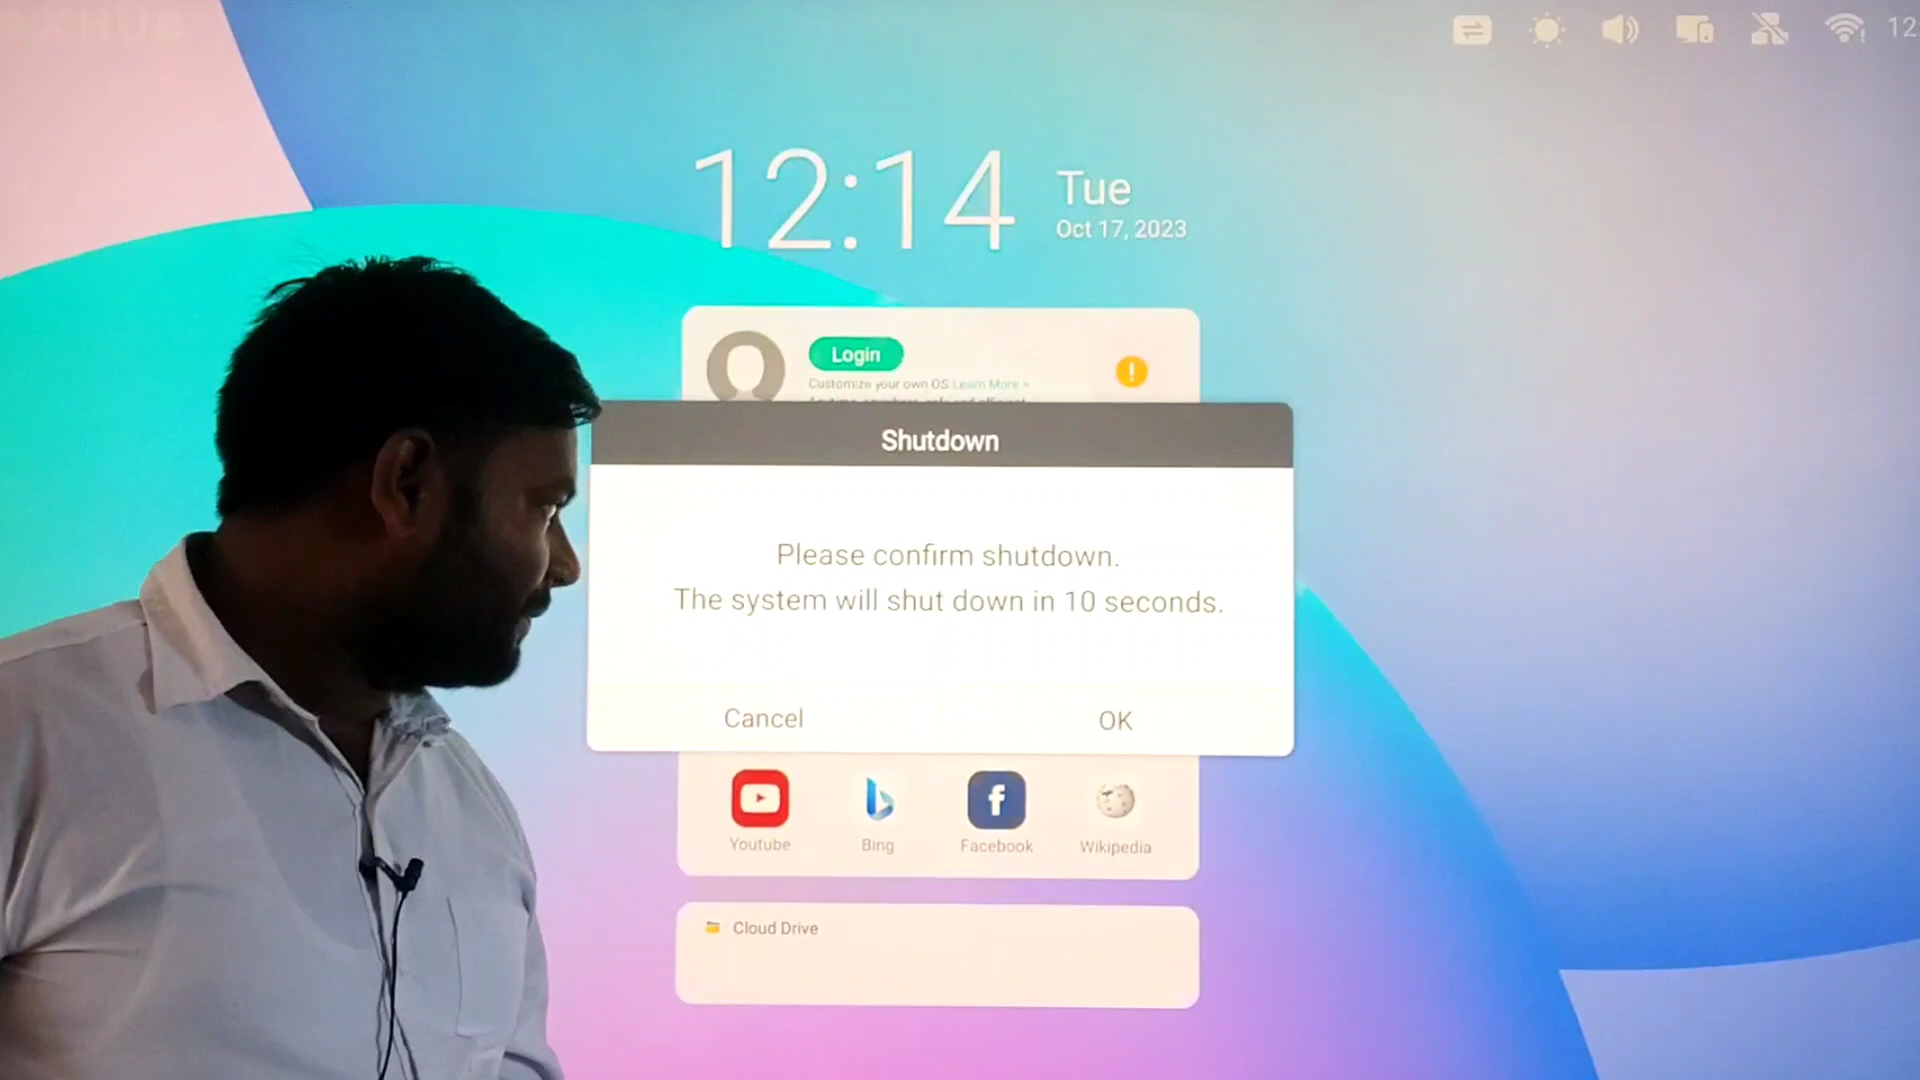 12:14
Tue
Oct 17, 2023
Login
Customize your own OS Learn More »
Shutdown
Please confirm shutdown.
The system will shut down in 10 seconds.
Cancel
OK
Youtube
Bing
Facebook
Wikipedia
Cloud Drive